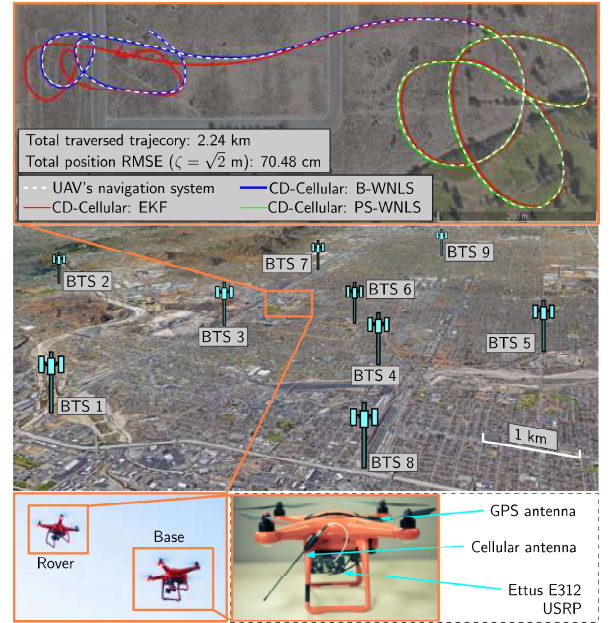 Total traversed trajecory: 2.24 km
Total position RMSE (ζ = √2 m): 70.48 cm
UAV's navigation system
CD-Cellular: B-WNLS
CD-Cellular: EKF
CD-Cellular: PS-WNLS
200 m
BTS 9
BTS 7
BTS 2
BTS 6
BTS 3
BTS 5
BTS 4
BTS 1
1 km
BTS 8
GPS antenna
Base
Cellular antenna
Rover
Ettus E312
USRP